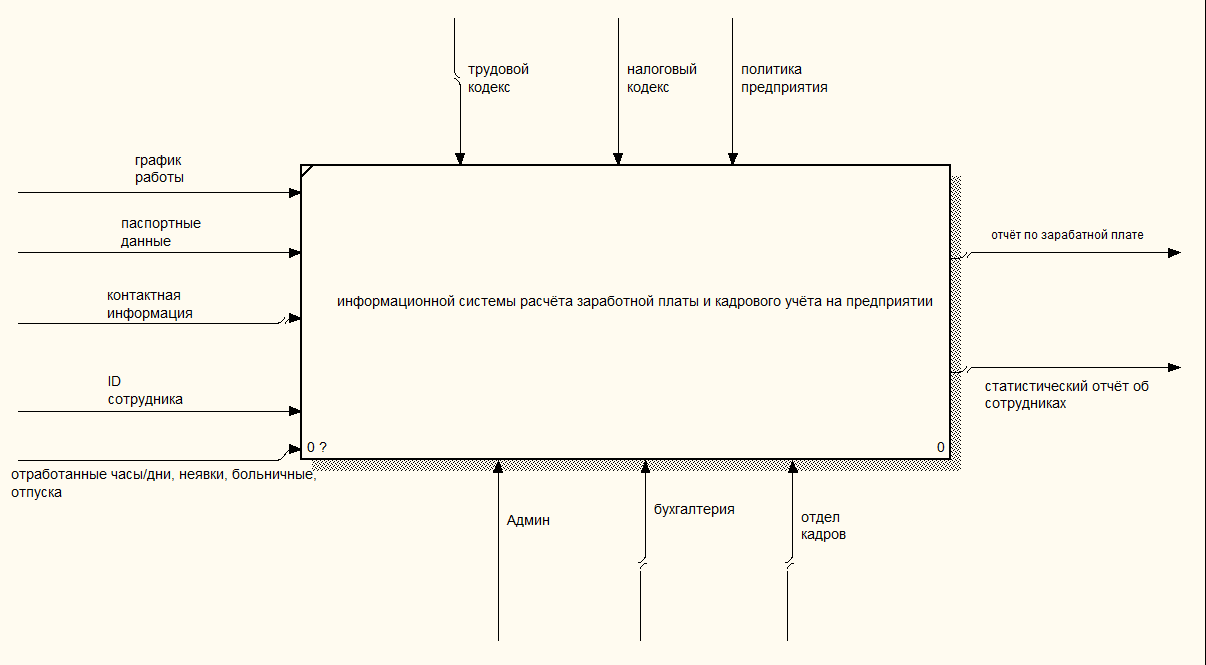 трудовой
кодекс
налоговый
кодекс
политика
предприятия
график
работы
паспортные
данные
контактная
информация
ID
сотрудника
отработанные часы/дни, неявки, больничные,
отпуска
информационной системы расчёта заработной платы и кадрового учёта на предприятии
0 ?
0
отчёт по зарабатной плате
статистический отчёт об
сотрудниках
Админ
бухгалтерия
отдел
кадров